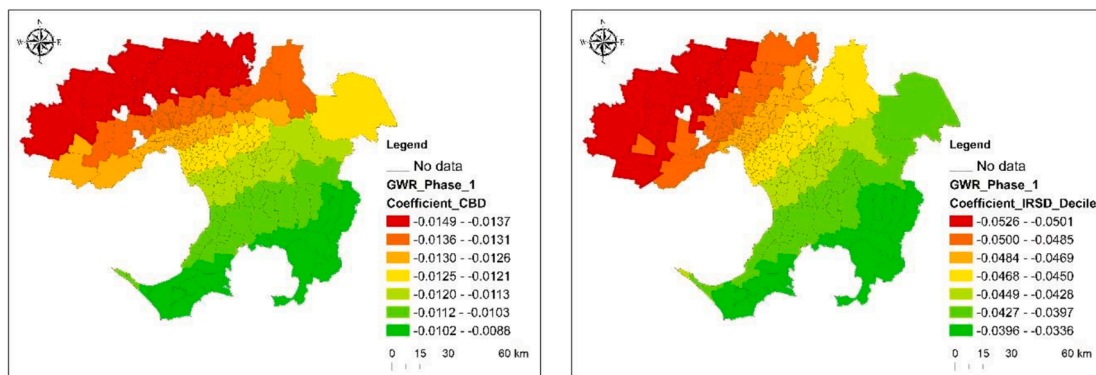 Legend
No data
GWR_Phase_1
Coefficient_CBD
-0.0149 - -0.0137
-0.0136 - -0.0131
-0.0130 - -0.0126
-0.0125 - -0.0121
-0.0120 - -0.0113
-0.0112 - -0.0103
-0.0102 - -0.0088
0 15 30 60 km
W E
Legend
No data
GWR_Phase_1
Coefficient_IRSD_Decile
-0.0526 - -0.0501
-0.0500 - -0.0485
-0.0484 - -0.0469
-0.0468 - -0.0450
-0.0449 - -0.0428
-0.0427 - -0.0397
-0.0396 - -0.0336
0 15 30 60 km
W E